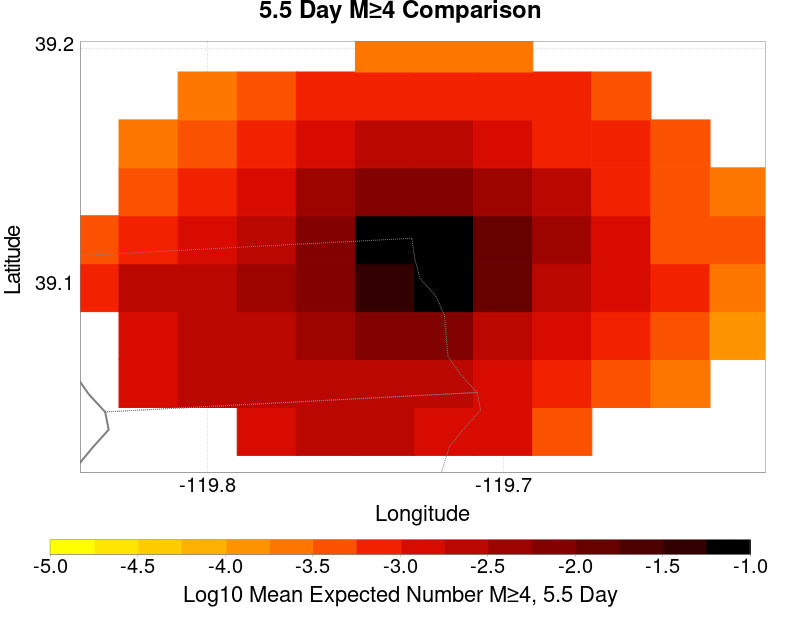 5.5 Day M≥4 Comparison
39.2
39.1
Latitude
-119.8 -119.7
Longitude
-5.0 -4.5 -4.0 -3.5 -3.0 -2.5 -2.0 -1.5 -1.0
Log10 Mean Expected Number M≥4, 5.5 Day